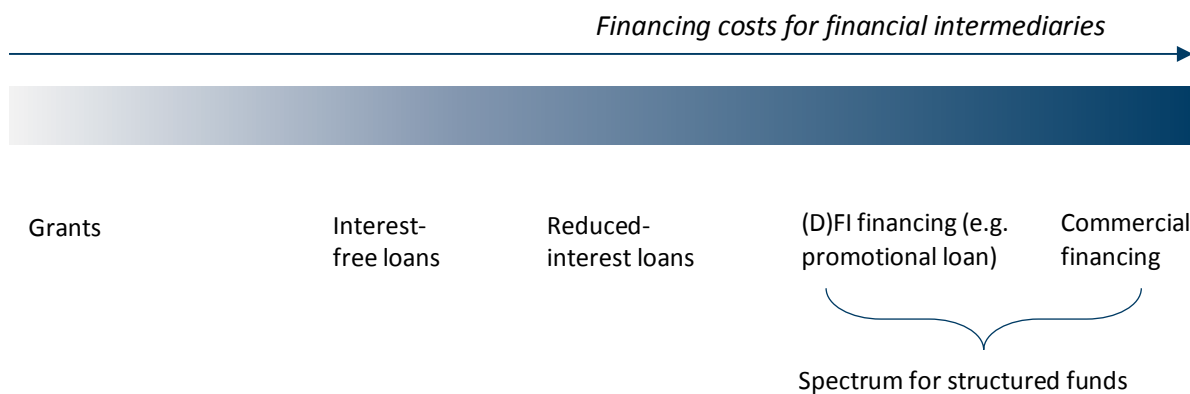 Financing costs for financial intermediaries
Grants
Interest-
free loans
Reduced-
interest loans
(D)FI financing (e.g.
promotional loan)
Commercial
financing
Spectrum for structured funds